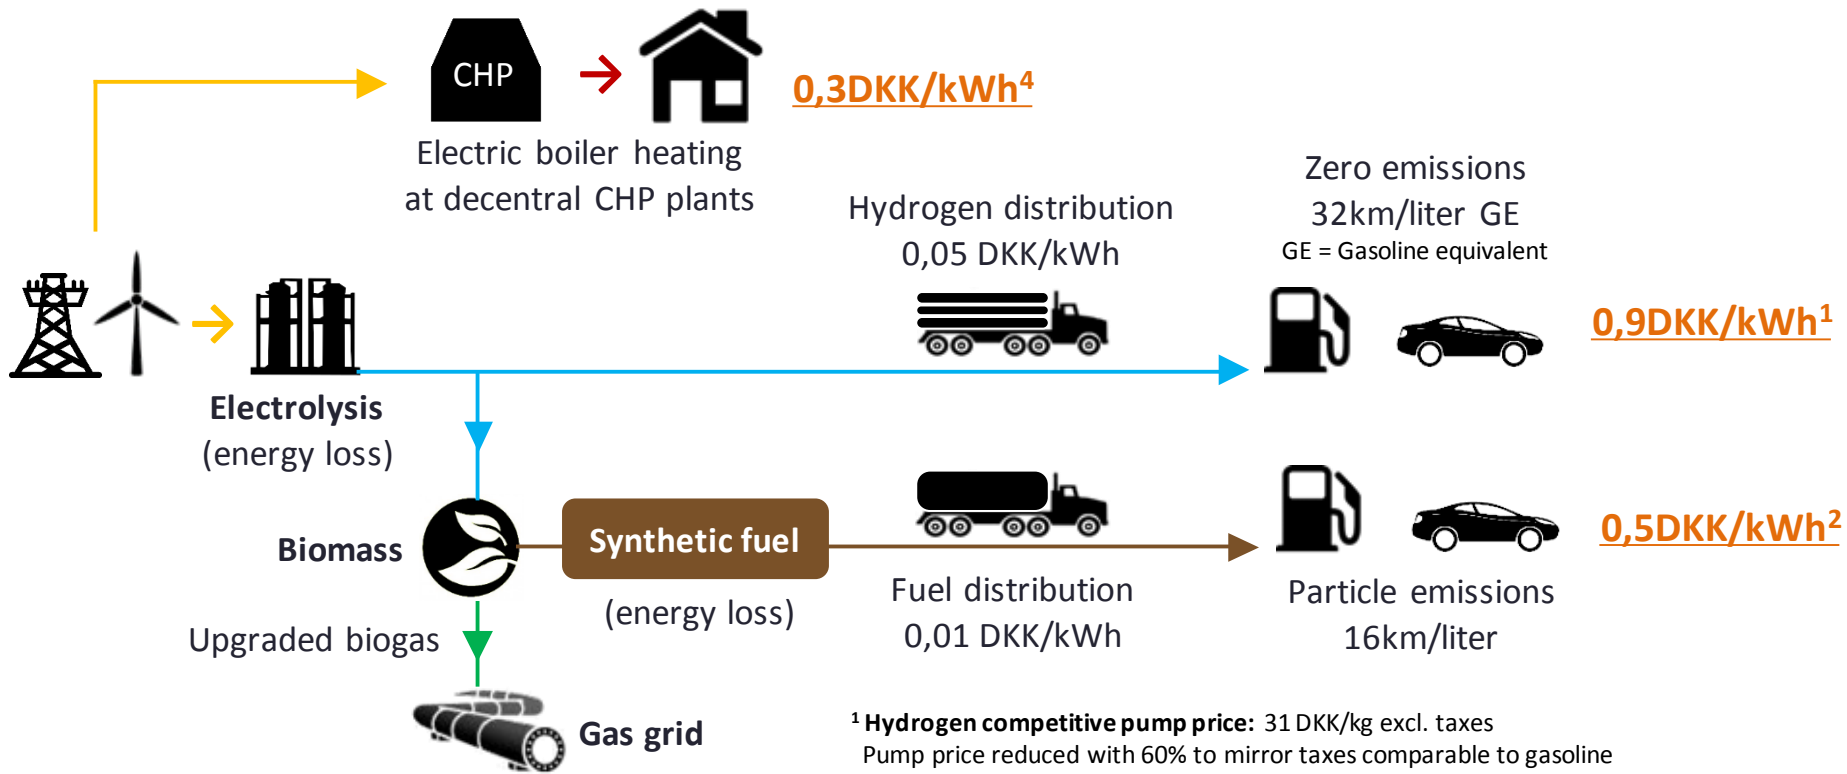 CHP
0,3DKK/kWh⁴
Electric boiler heating
at decentral CHP plants
Hydrogen distribution
0,05 DKK/kWh
Zero emissions
32km/liter GE
GE = Gasoline equivalent
0,9DKK/kWh¹
Electrolysis
(energy loss)
Biomass
Synthetic fuel
(energy loss)
Fuel distribution
0,01 DKK/kWh
0,5DKK/kWh²
Particle emissions
16km/liter
Upgraded biogas
Gas grid
¹ Hydrogen competitive pump price: 31 DKK/kg excl. taxes
Pump price reduced with 60% to mirror taxes comparable to gasoline